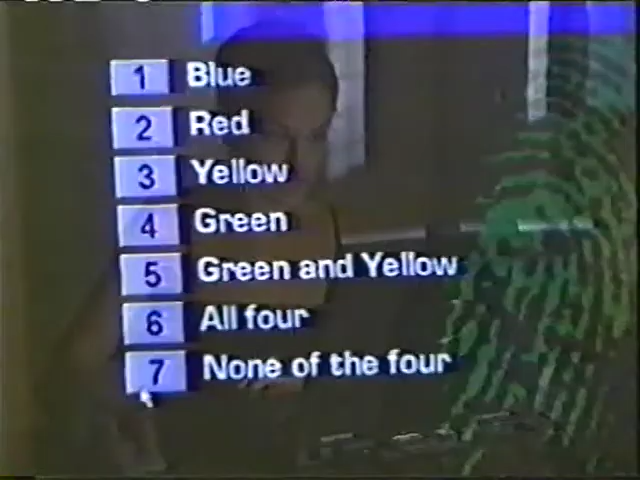 1 Blue
2 Red
3 Yellow
4 Green
5 Green and Yellow
6 All four
7 None of the four